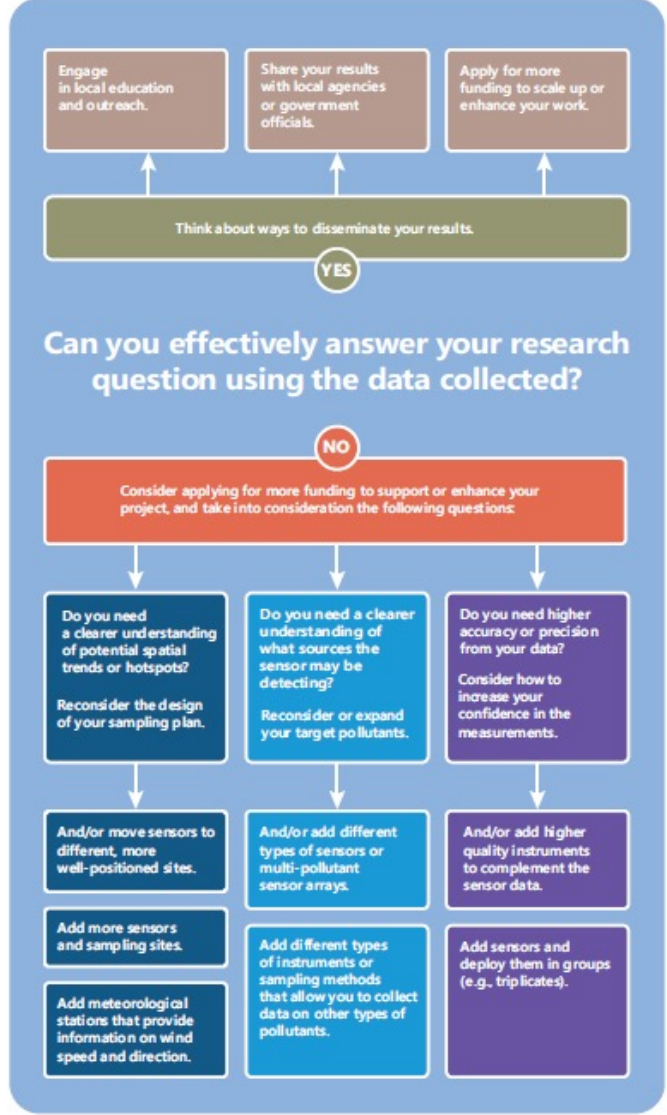 Engage
in local education
and outreach.
Share your results
with local agencies
or government
officials.
Apply for more
funding to scale up or
enhance your work.
Think about ways to disseminate your results.
YES
Can you effectively answer your research
question using the data collected?
NO
Consider applying for more funding to support or enhance your
project, and take into consideration the following questions:
Do you need
a clearer understanding
of potential spatial
trends or hotspots?
Reconsider the design
of your sampling plan.
Do you need a clearer
understanding of
what sources the
sensor may be
detecting?
Reconsider or expand
your target pollutants.
Do you need higher
accuracy or precision
from your data?
Consider how to
increase your
confidence in the
measurements.
And/or move sensors to
different, more
well-positioned sites.
Add more sensors
and sampling sites.
Add meteorological
stations that provide
information on wind
speed and direction.
And/or add different
types of sensors or
multi-pollutant
sensor arrays.
Add different types
of instruments or
sampling methods
that allow you to collect
data on other types of
pollutants.
And/or add higher
quality instruments
to complement the
sensor data.
Add sensors and
deploy them in groups
(e.g., triplicates).